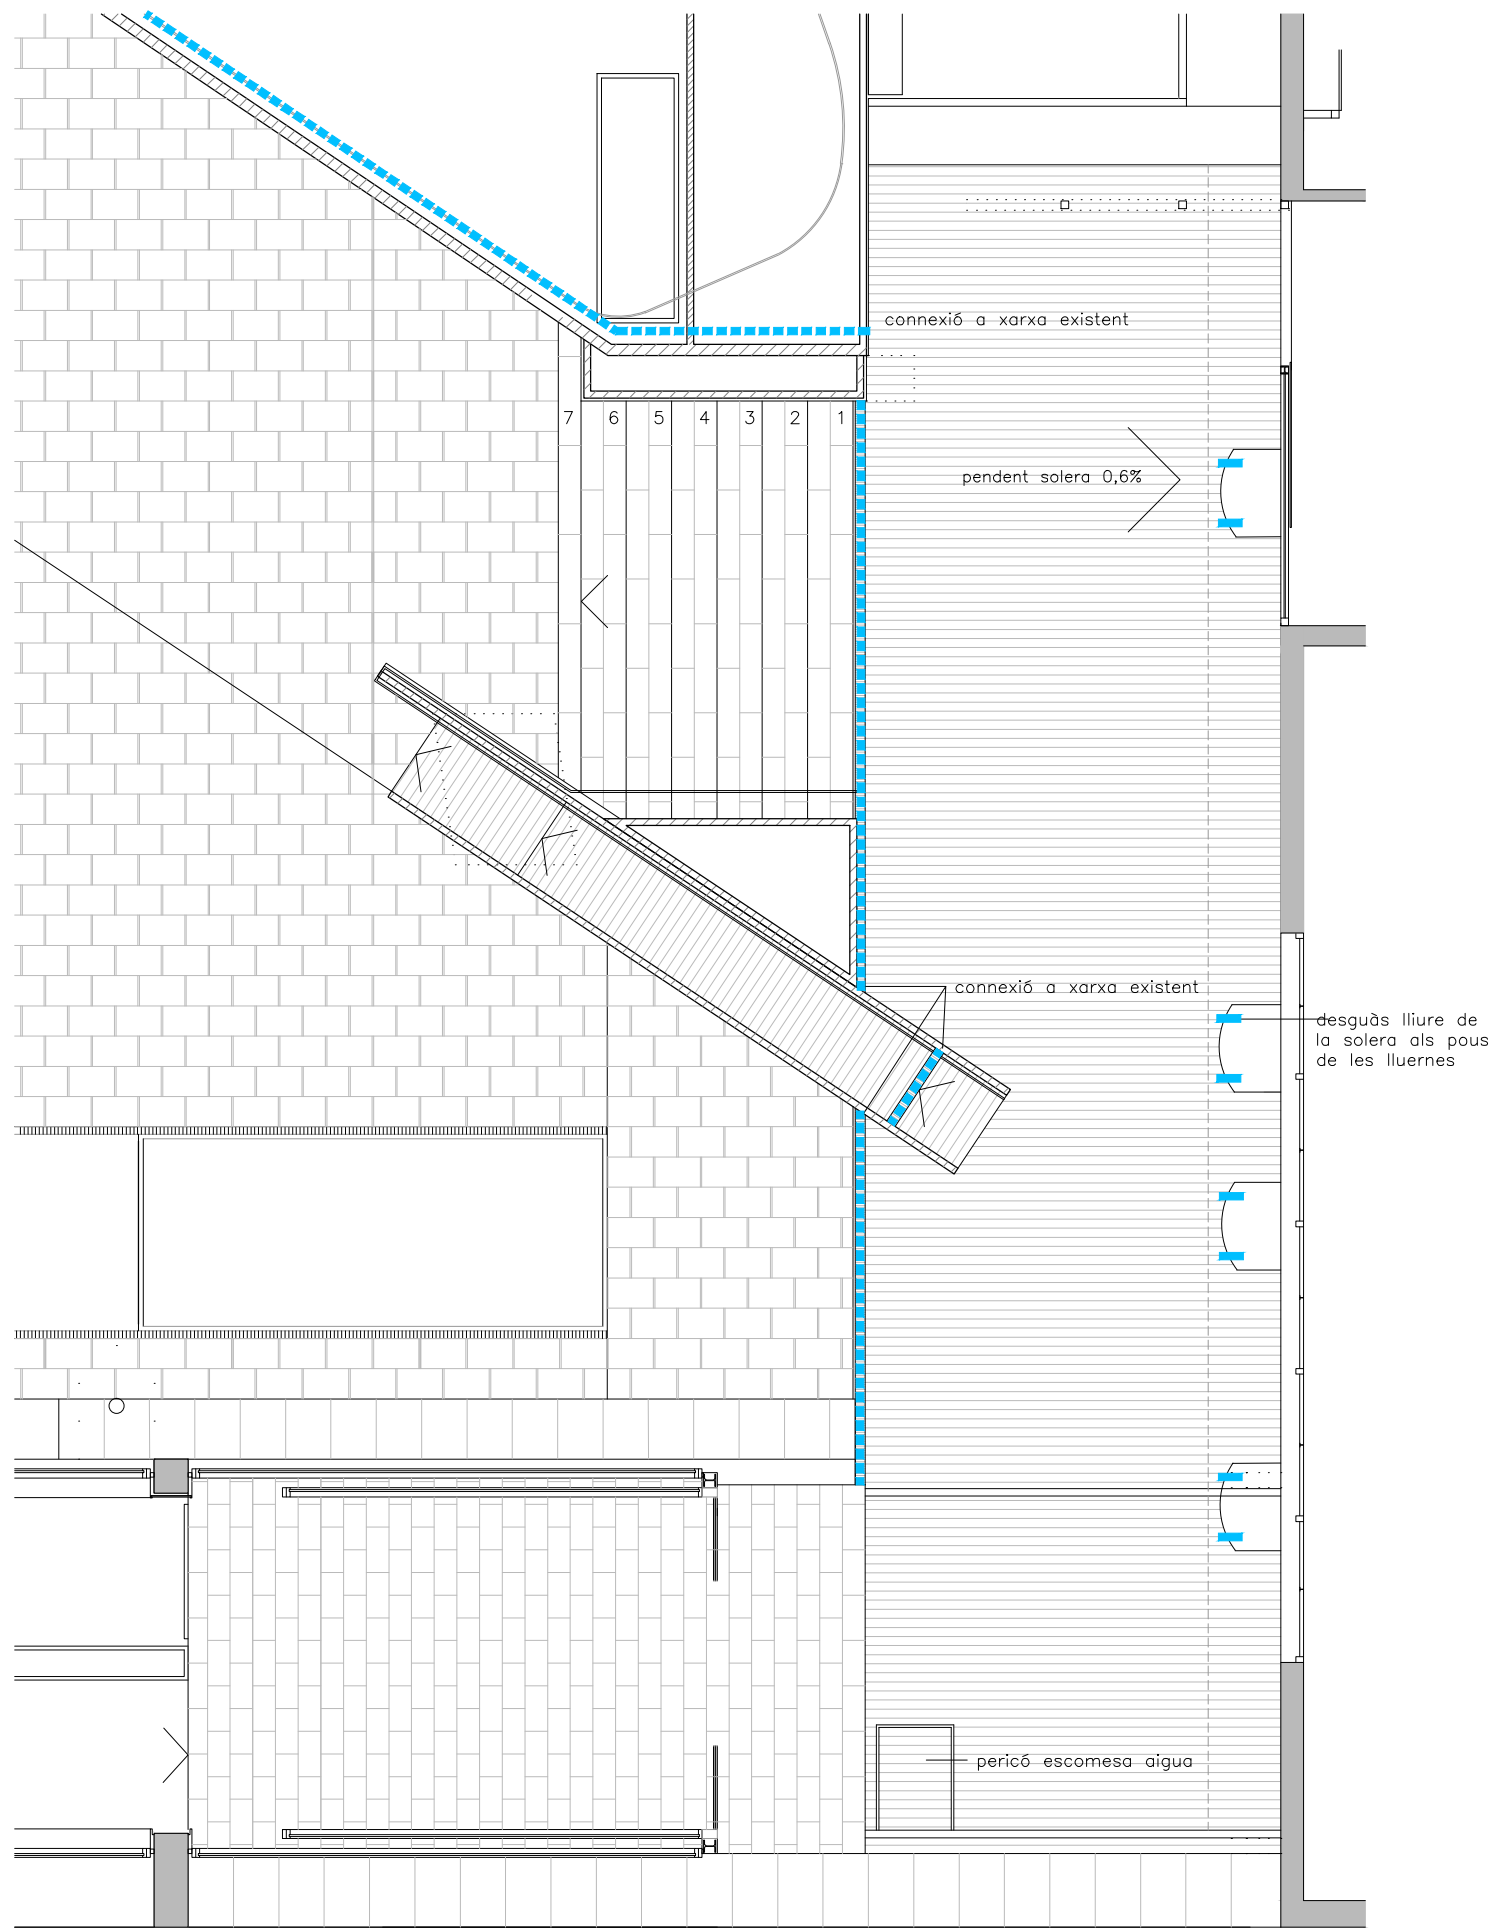 connexió a xarxa existent
7 6 5 4 3 2 1
pendent solera 0,6%
connexió a xarxa existent
desguàs lliure de
la solera als pous
de les lluernes
pericó escomesa aigua